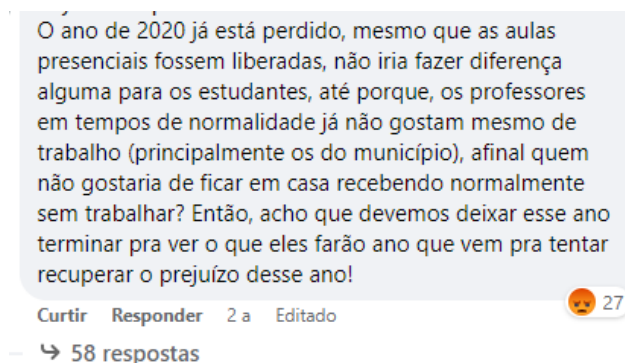 O ano de 2020 já está perdido, mesmo que as aulas
presenciais fossem liberadas, não iria fazer diferença
alguma para os estudantes, até porque, os professores
em tempos de normalidade já não gostam mesmo de
trabalho (principalmente os do município), afinal quem
não gostaria de ficar em casa recebendo normalmente
sem trabalhar? Então, acho que devemos deixar esse ano
terminar pra ver o que eles farão ano que vem pra tentar
recuperar o prejuízo desse ano!
27
Curtir Responder 2 a Editado
58 respostas